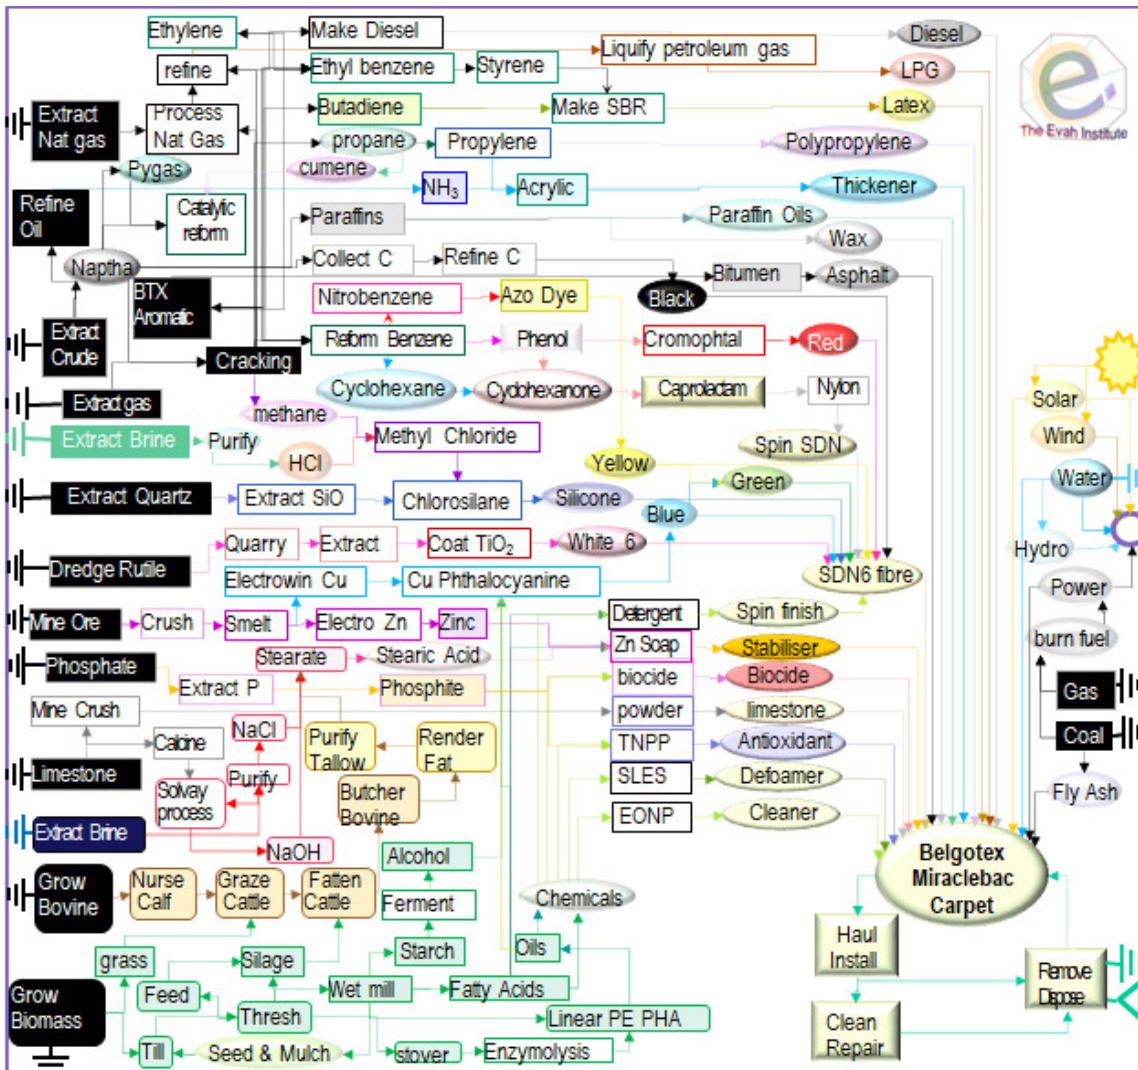 Ethylene
Make Diesel
Liquify petroleum gas
Diesel
refine
Ethyl benzene
Styrene
LPG
Extract
Nat gas
Process
Nat Gas
Butadiene
Make SBR
Latex
The Evah Institute
propane
Propylene
Polypropylene
Pygas
cumene
NH3
Acrylic
Thickener
Refine
Oil
Catalytic
reform
Paraffins
Paraffin Oils
Wax
Naptha
Collect C
Refine C
Bitumen
Asphalt
BTX
Aromatic
Nitrobenzene
Azo Dye
Black
Extract
Crude
Cracking
Reform Benzene
Phenol
Cromophtal
Red
Extract gas
Cyclohexane
Cydohexanone
Caprolactam
Nylon
Solar
methane
Extract Brine
Purify
HCl
Methyl Chloride
Spin SDN
Wind
Yellow
Green
Water
Extract Quartz
Extract SiO
Chlorosilane
Silicone
Blue
Dredge Rutile
Quarry
Extract
Coat TiO2
White 6
Hydro
Electrowin Cu
Cu Phthalocyanine
SDN6 fibre
Power
Mine Ore
Crush
Smelt
Electro Zn
Zinc
Detergent
Spin finish
burn fuel
Phosphate
Stearate
Stearic Acid
Zn Soap
Stabiliser
Extract P
Phosphite
biocide
Biocide
Gas
Mine Crush
NaCl
Purify
Tallow
Render
Fat
powder
limestone
Coal
Limestone
Calcine
TNPP
Antioxidant
Solvay
process
Purify
Butcher
Bovine
SLES
Defoamer
Fly Ash
Extract Brine
EONP
Cleaner
NaOH
Alcohol
Belgotex
Miraclebac
Carpet
Grow
Bovine
Nurse
Calf
Graze
Cattle
Fatten
Cattle
Ferment
Chemicals
grass
Silage
Starch
Oils
Haul
Install
Remove
Dispose
Grow
Biomass
Feed
Wet mill
Fatty Acids
Thresh
Linear PE PHA
Clean
Repair
Till
Seed & Mulch
stover
Enzymolysis